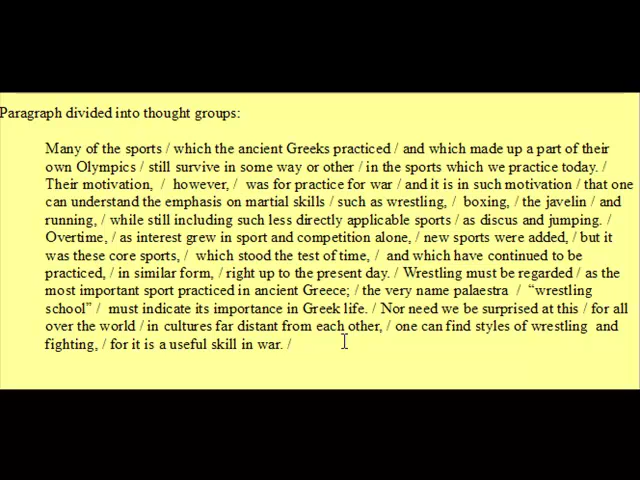 Paragraph divided into thought groups:
Many of the sports / which the ancient Greeks practiced / and which made up a part of their
own Olympics / still survive in some way or other / in the sports which we practice today. /
Their motivation, / however, / was for practice for war / and it is in such motivation / that one
can understand the emphasis on martial skills / such as wrestling, / boxing, / the javelin / and
running, / while still including such less directly applicable sports / as discus and jumping. /
Overtime, / as interest grew in sport and competition alone, / new sports were added, / but it
was these core sports, / which stood the test of time, / and which have continued to be
practiced, / in similar form, / right up to the present day. / Wrestling must be regarded / as the
most important sport practiced in ancient Greece; / the very name palaestra / “wrestling
school” / must indicate its importance in Greek life. / Nor need we be surprised at this / for all
over the world / in cultures far distant from each other, / one can find styles of wrestling and
fighting, / for it is a useful skill in war. /